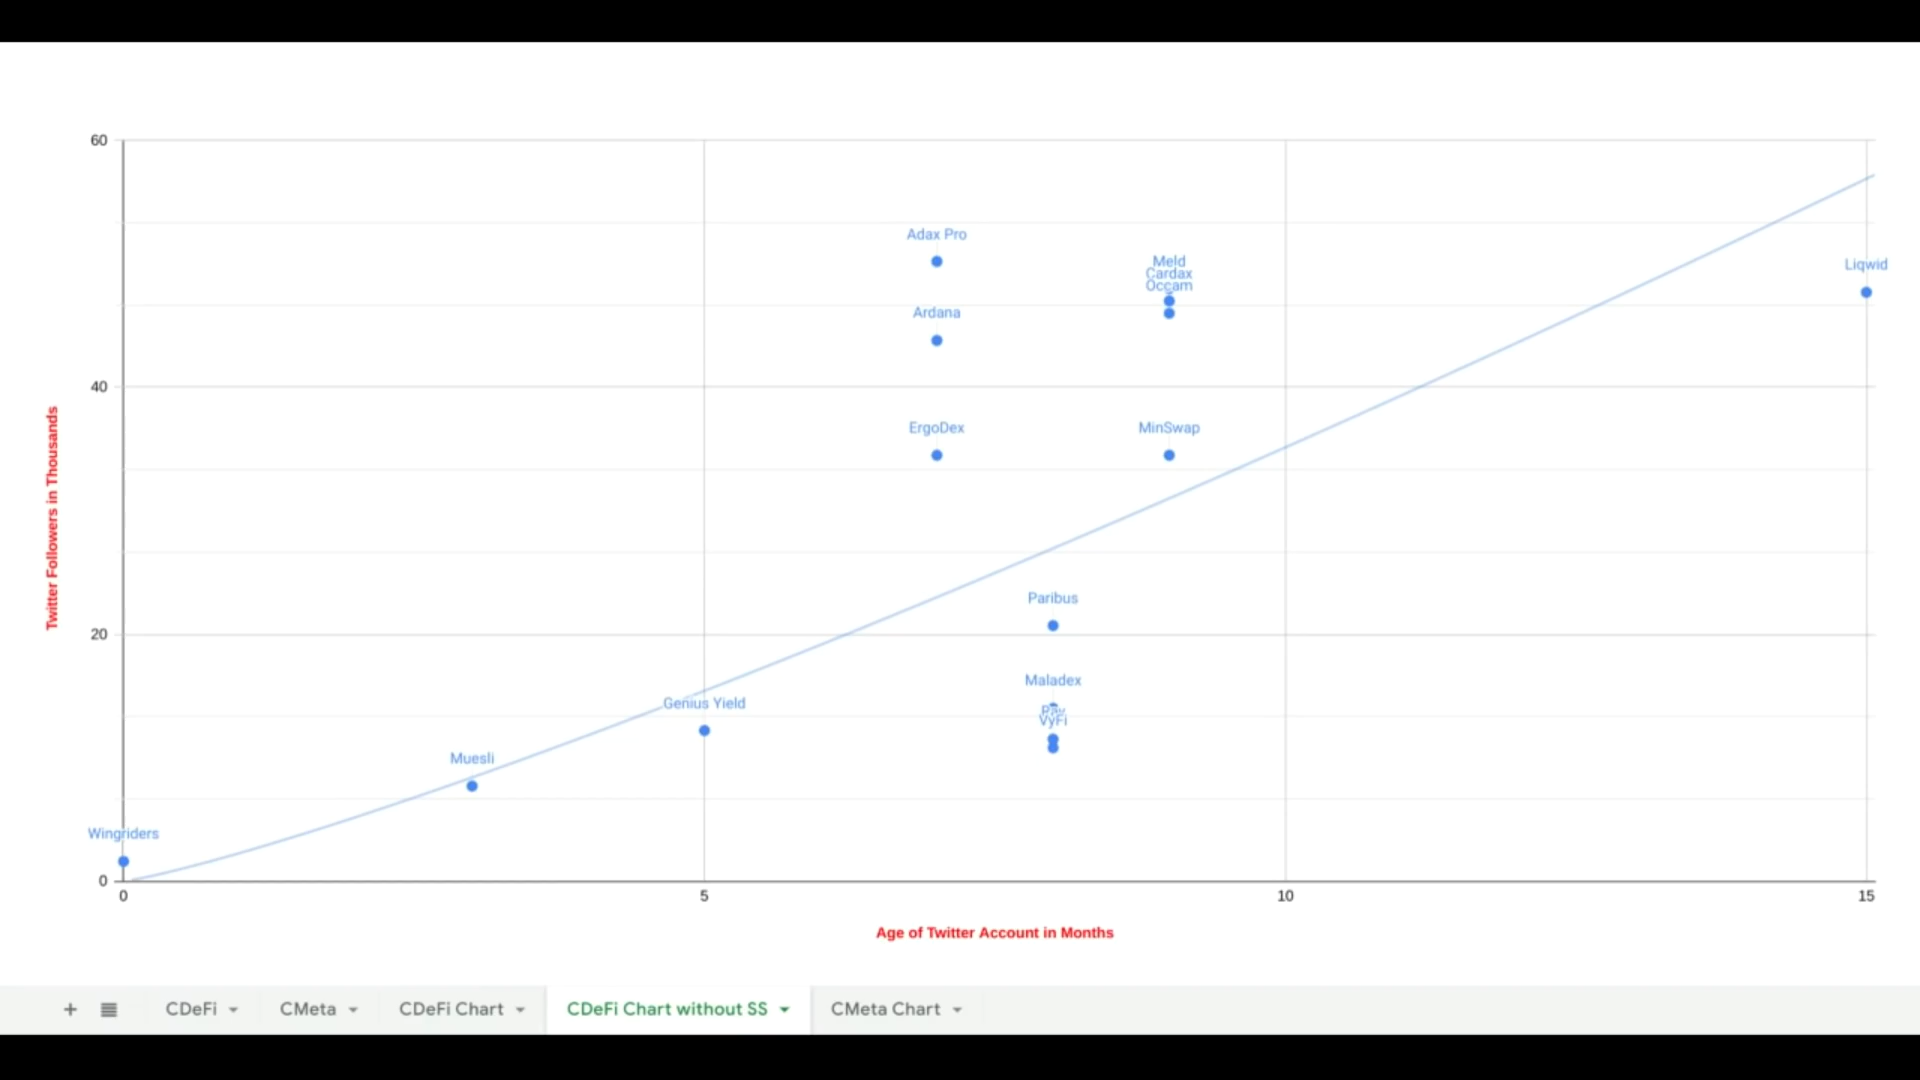 60
Adax Pro
Meld
Cardax
Occam
Liqwid
Ardana
40
ErgoDex
MinSwap
Twitter Followers in Thousands
Paribus
20
Maladex
Genius Yield
VyFi
Muesli
Wingriders
0
0 5 10 15
Age of Twitter Account in Months
+ CDeFi CMeta CDeFi Chart CDeFi Chart without SS CMeta Chart